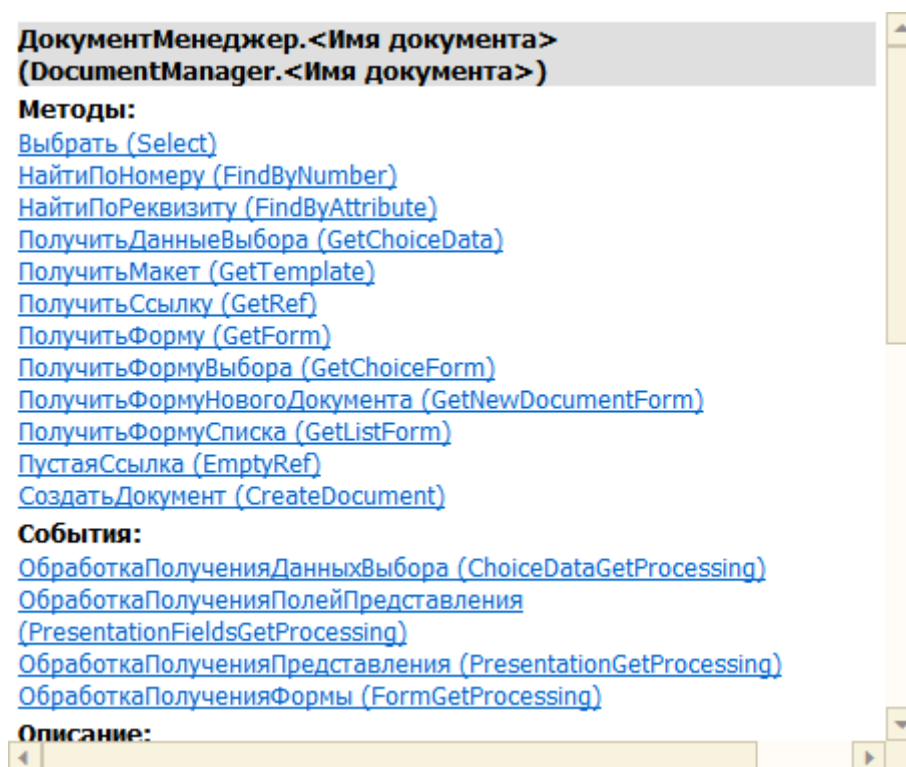 ДокументМенеджер.<Имя документа>
(DocumentManager.<Имя документа>)
Методы:
Выбрать (Select)
НайтиПоНомеру (FindByNumber)
НайтиПоРеквизиту (FindByAttribute)
ПолучитьДанныеВыбора (GetChoiceData)
ПолучитьМакет (GetTemplate)
ПолучитьСсылку (GetRef)
ПолучитьФорму (GetForm)
ПолучитьФормуВыбора (GetChoiceForm)
ПолучитьФормуНовогоДокумента (GetNewDocumentForm)
ПолучитьФормуСписка (GetListForm)
ПустаяСсылка (EmptyRef)
СоздатьДокумент (CreateDocument)
События:
ОбработкаПолученияДанныхВыбора (ChoiceDataGetProcessing)
ОбработкаПолученияПолейПредставления
(PresentationFieldsGetProcessing)
ОбработкаПолученияПредставления (PresentationGetProcessing)
ОбработкаПолученияФормы (FormGetProcessing)
Описание: